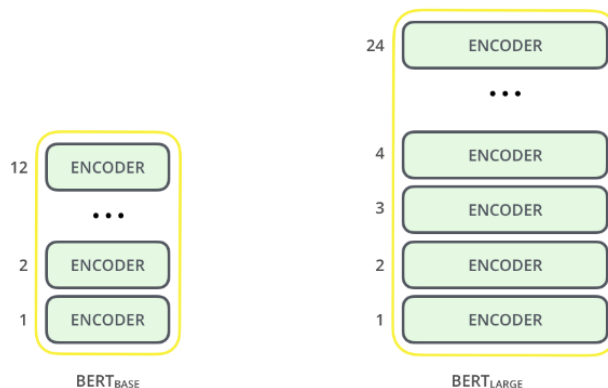 12 ENCODER
...
2 ENCODER
1 ENCODER
BERTBASE
24 ENCODER
...
4 ENCODER
3 ENCODER
2 ENCODER
1 ENCODER
BERTLARGE